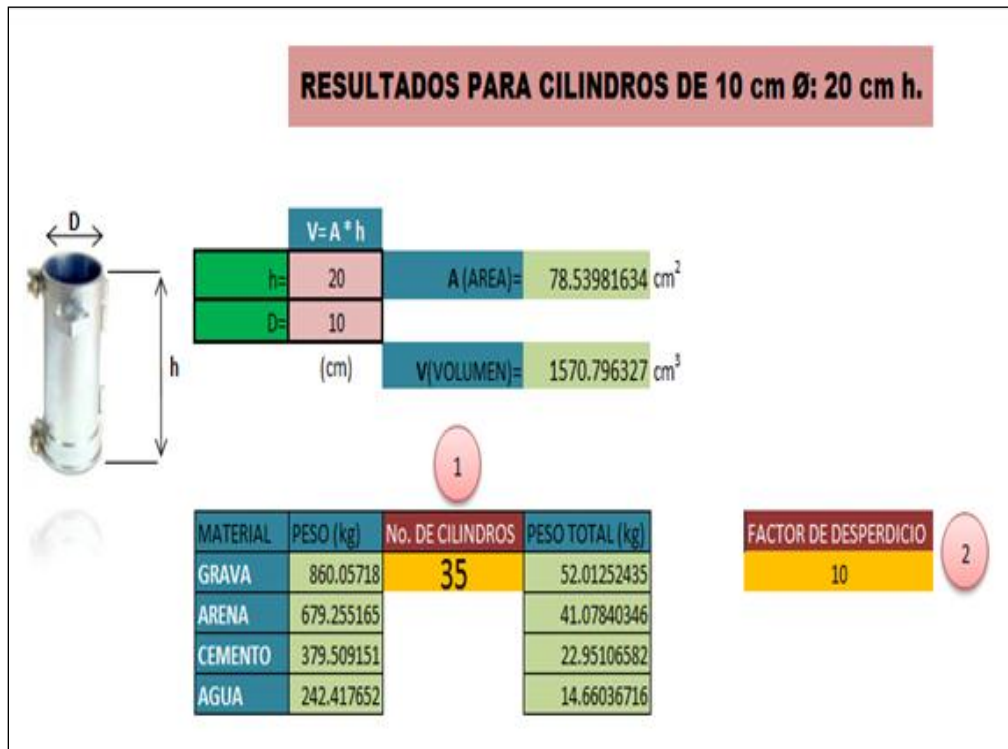 RESULTADOS PARA CILINDROS DE 10 cm Ø: 20 cm h.
D
h
V= A * h
h= 20 A (AREA)= 78.53981634 cm²
D= 10
(cm) V(VOLUMEN)= 1570.796327 cm³
1
MATERIAL PESO (kg) No. DE CILINDROS PESO TOTAL (kg) FACTOR DE DESPERDICIO
2
GRAVA 860.05718 35 52.01252435 10
ARENA 679.255165 41.07840346
CEMENTO 379.509151 22.95106582
AGUA 242.417652 14.66036716